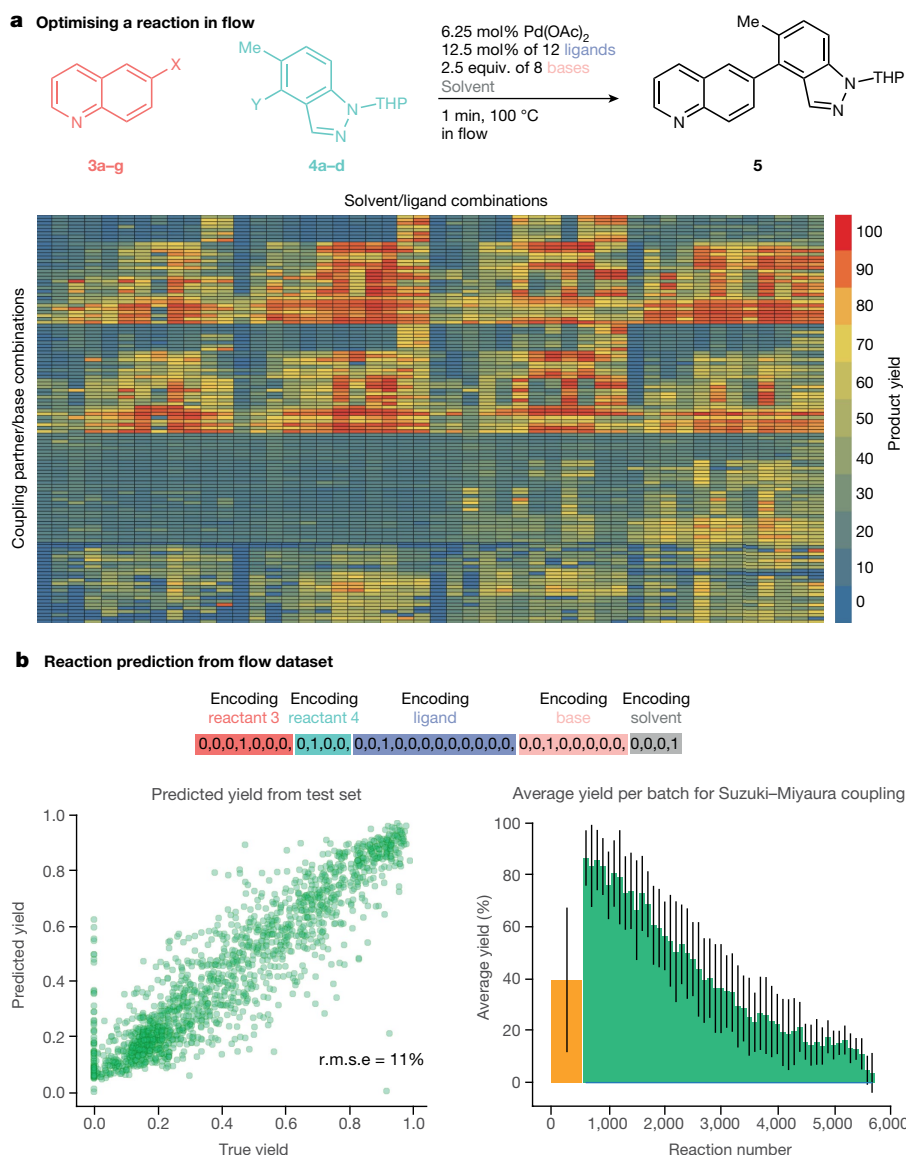 a Optimising a reaction in flow
X
N
3a–g
Me
Y
N
THP
N
4a–d
6.25 mol% Pd(OAc)2
12.5 mol% of 12 ligands
2.5 equiv. of 8 bases
Solvent
1 min, 100 °C
in flow
Me
N
THP
N
N
5
Solvent/ligand combinations
Coupling partner/base combinations
100
90
80
70
60
50
40
30
20
10
0
Product yield
b Reaction prediction from flow dataset
Encoding Encoding Encoding Encoding Encoding
reactant 3 reactant 4 ligand base solvent
0,0,0,1,0,0,0, 0,1,0,0, 0,0,1,0,0,0,0,0,0,0,0,0, 0,0,1,0,0,0,0,0, 0,0,0,1
Predicted yield from test set
1.0
0.8
0.6
0.4
0.2
0.0
Predicted yield
r.m.s.e = 11%
0.0 0.2 0.4 0.6 0.8 1.0
True yield
Average yield per batch for Suzuki–Miyaura coupling
100
80
60
40
20
0
Average yield (%)
0 1,000 2,000 3,000 4,000 5,000 6,000
Reaction number